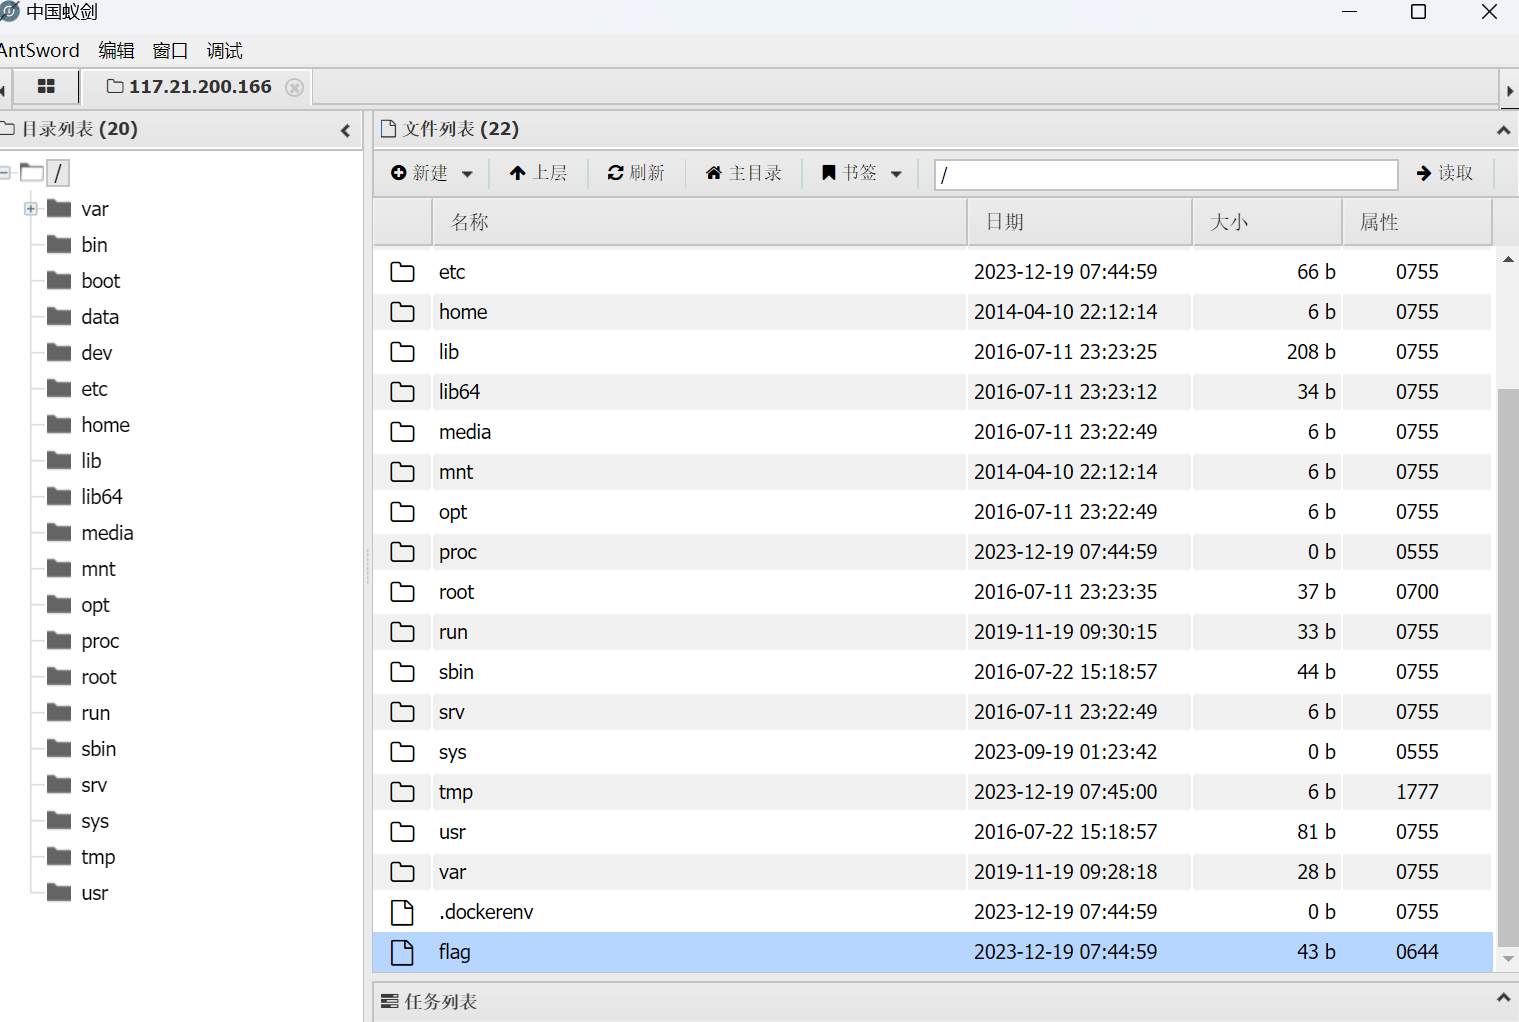 中国蚁剑
AntSword 编辑 窗口 调试
117.21.200.166
目录列表 (20)
/
var
bin
boot
data
dev
etc
home
lib
lib64
media
mnt
opt
proc
root
run
sbin
srv
sys
tmp
usr
文件列表 (22)
新建 上层 刷新 主目录 书签 / 读取
名称 日期 大小 属性
etc 2023-12-19 07:44:59 66 b 0755
home 2014-04-10 22:12:14 6 b 0755
lib 2016-07-11 23:23:25 208 b 0755
lib64 2016-07-11 23:23:12 34 b 0755
media 2016-07-11 23:22:49 6 b 0755
mnt 2014-04-10 22:12:14 6 b 0755
opt 2016-07-11 23:22:49 6 b 0755
proc 2023-12-19 07:44:59 0 b 0555
root 2016-07-11 23:23:35 37 b 0700
run 2019-11-19 09:30:15 33 b 0755
sbin 2016-07-22 15:18:57 44 b 0755
srv 2016-07-11 23:22:49 6 b 0755
sys 2023-09-19 01:23:42 0 b 0555
tmp 2023-12-19 07:45:00 6 b 1777
usr 2016-07-22 15:18:57 81 b 0755
var 2019-11-19 09:28:18 28 b 0755
.dockerenv 2023-12-19 07:44:59 0 b 0755
flag 2023-12-19 07:44:59 43 b 0644
任务列表